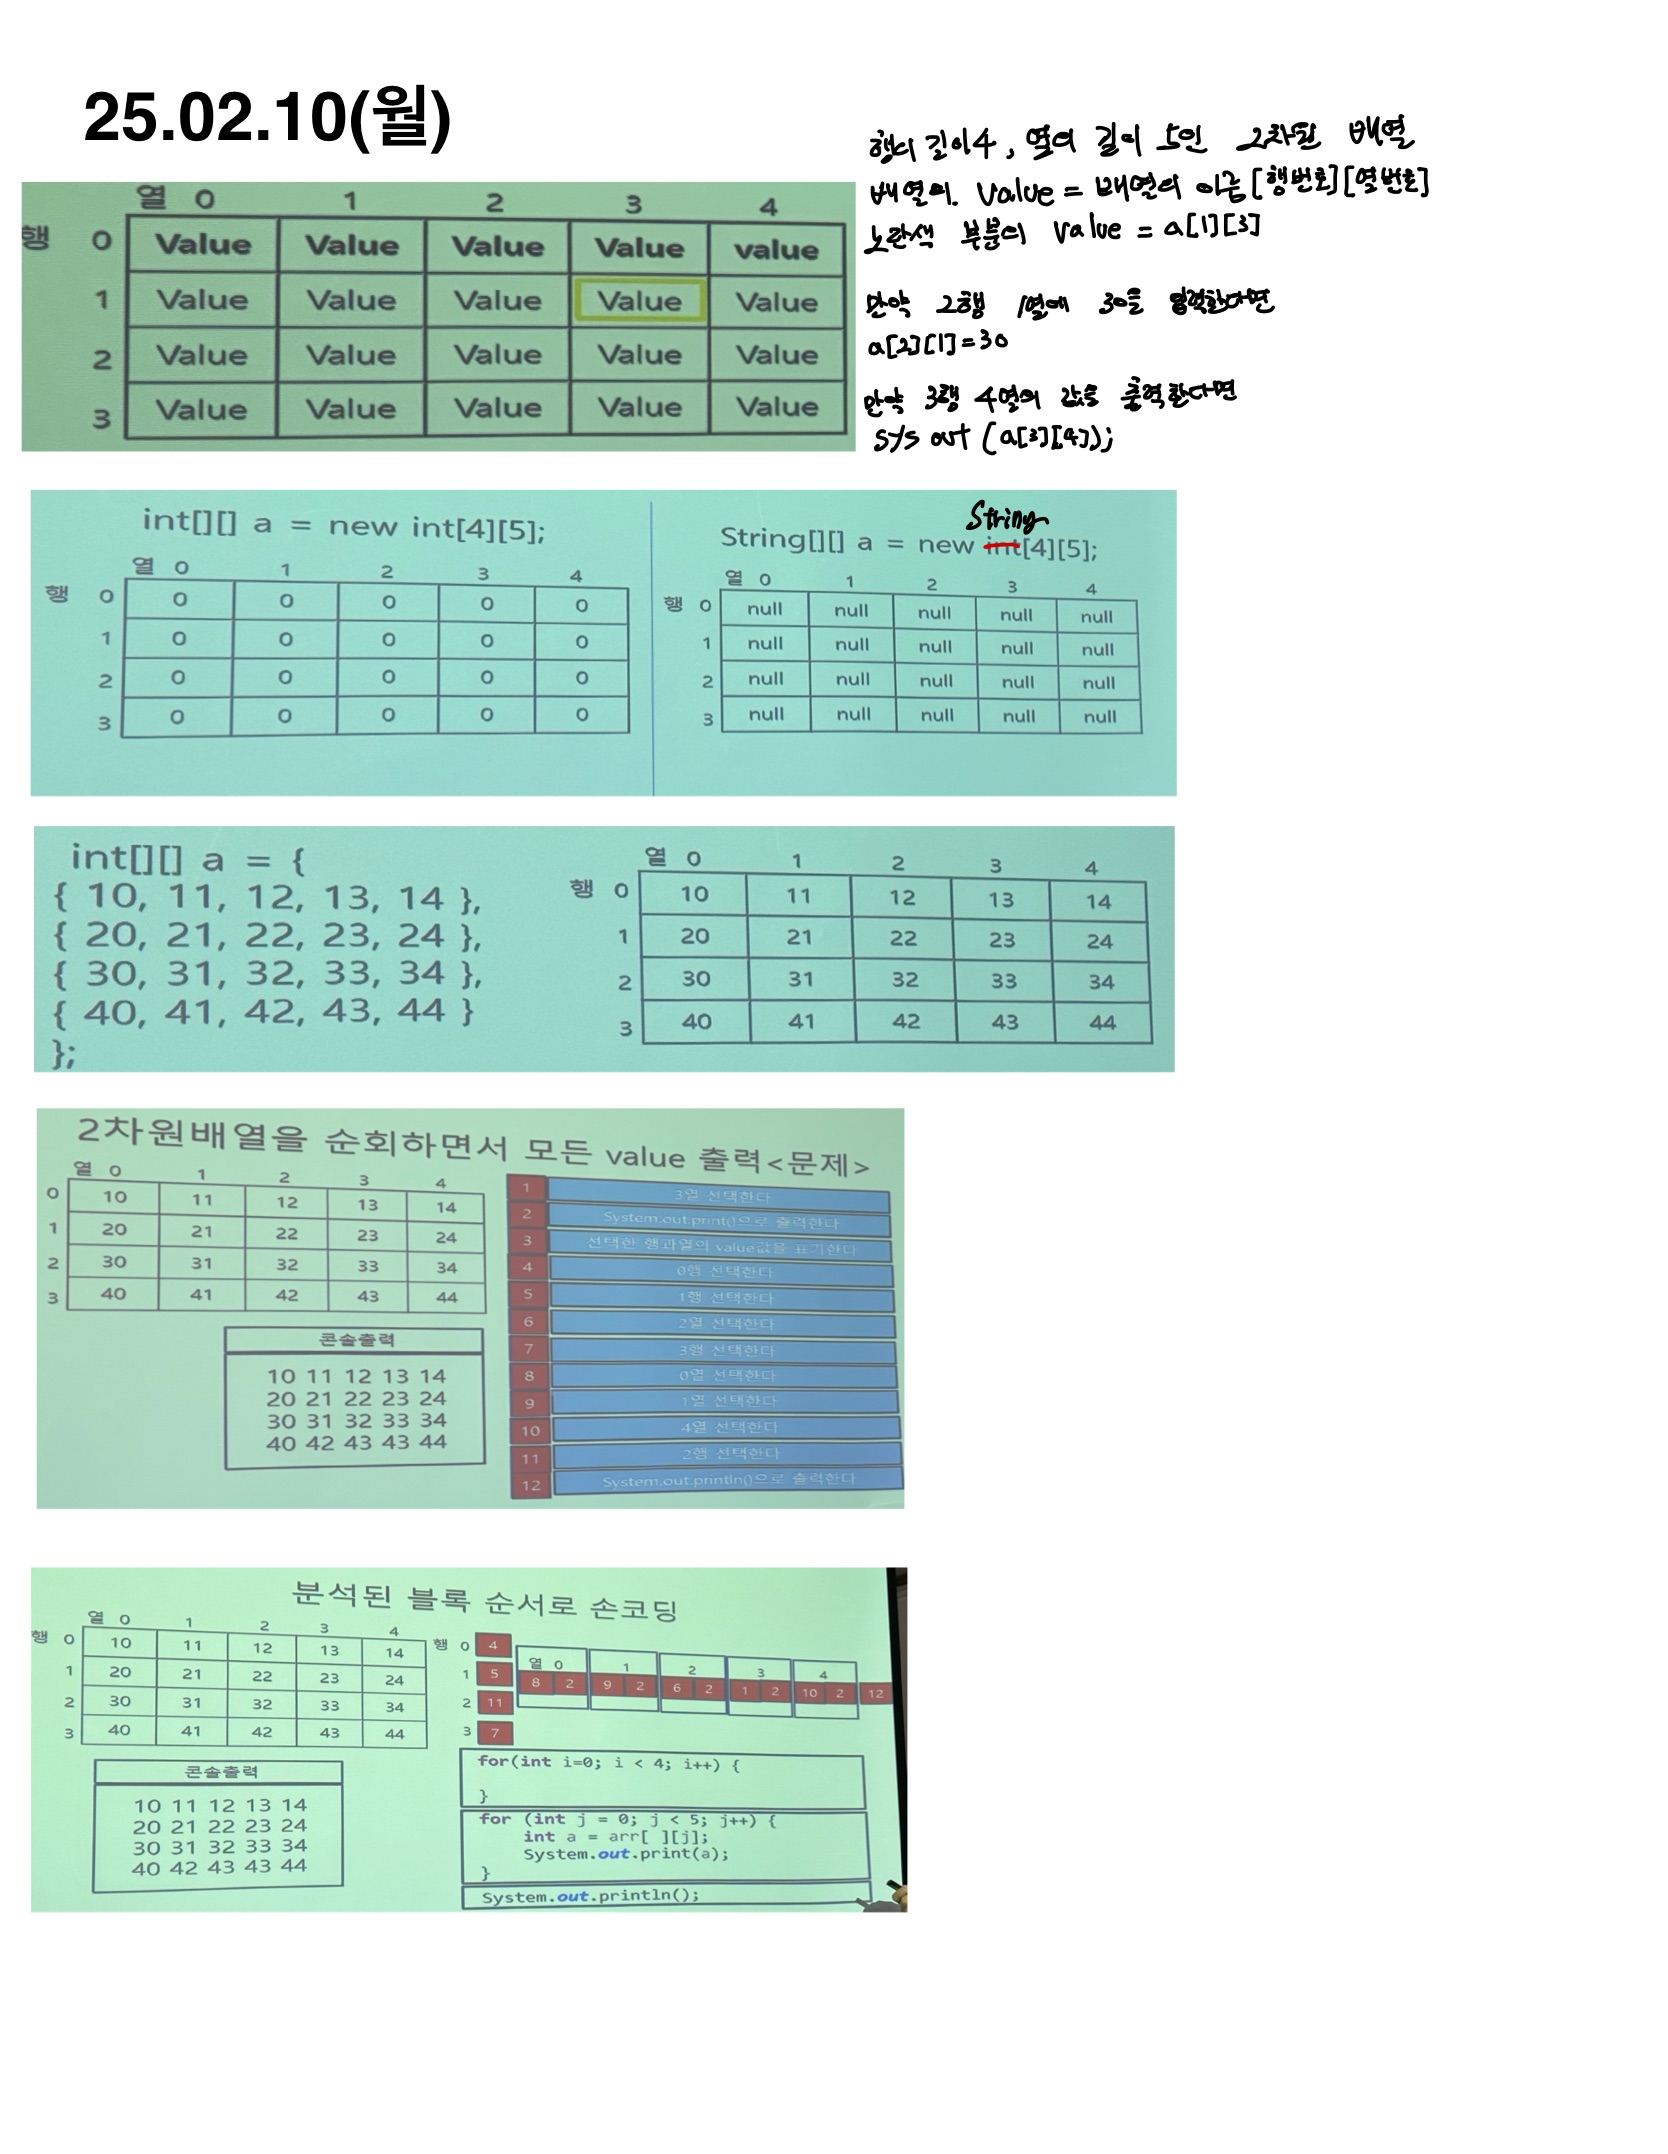 25.02.10(월)
행의 길이 4, 열의 길이 5인 2차원 배열
배열의. Value = 배열의 이름[행번호][열번호]
노란색 부분의 value = a[1][3]
만약 2행 1열에 30을 입력한다면
a[2][1]=30
만약 3행 4열의 값을 출력한다면
sys out (a[3][4]);
열 0 1 2 3 4
행 0 Value Value Value Value value
1 Value Value Value Value Value
2 Value Value Value Value Value
3 Value Value Value Value Value
int[][] a = new int[4][5];
열 0 1 2 3 4
행 0 0 0 0 0 0
1 0 0 0 0 0
2 0 0 0 0 0
3 0 0 0 0 0
String
String[][] a = new int[4][5];
열 0 1 2 3 4
행 0 null null null null null
1 null null null null null
2 null null null null null
3 null null null null null
int[][] a = {
{ 10, 11, 12, 13, 14 },
{ 20, 21, 22, 23, 24 },
{ 30, 31, 32, 33, 34 },
{ 40, 41, 42, 43, 44 }
};
열 0 1 2 3 4
행 0 10 11 12 13 14
1 20 21 22 23 24
2 30 31 32 33 34
3 40 41 42 43 44
2차원배열을 순회하면서 모든 value 출력<문제>
열 0 1 2 3 4
0 10 11 12 13 14
1 20 21 22 23 24
2 30 31 32 33 34
3 40 41 42 43 44
콘솔출력
10 11 12 13 14
20 21 22 23 24
30 31 32 33 34
40 42 43 43 44
1 3열 선택한다
2 System.out.print()으로 출력한다
3 선택한 행과열의 value값을 표기한다
4 0행 선택한다
5 1행 선택한다
6 2열 선택한다
7 3행 선택한다
8 0열 선택한다
9 1열 선택한다
10 4열 선택한다
11 2행 선택한다
12 System.out.println()으로 출력한다
분석된 블록 순서로 손코딩
열 0 1 2 3 4
행 0 10 11 12 13 14
1 20 21 22 23 24
2 30 31 32 33 34
3 40 41 42 43 44
콘솔출력
10 11 12 13 14
20 21 22 23 24
30 31 32 33 34
40 42 43 43 44
행 0 4
1 5
2 11
3 7
열 0 1 2 3 4
8 2 9 2 6 2 1 2 10 2 12
for(int i=0; i < 4; i++) {
}
for (int j = 0; j < 5; j++) {
int a = arr[ ][j];
System.out.print(a);
}
System.out.println();